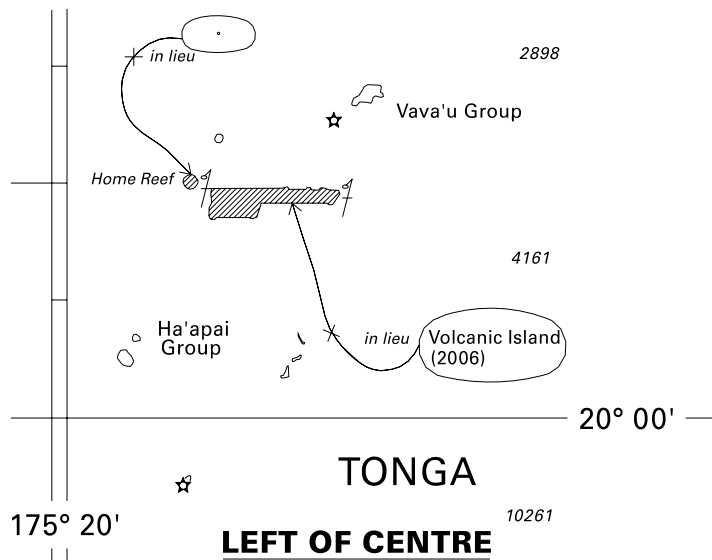 in lieu
2898
Vava'u Group
Home Reef
4161
Ha'apai
Group
in lieu
Volcanic Island
(2006)
20° 00'
TONGA
175° 20'
10261
LEFT OF CENTRE